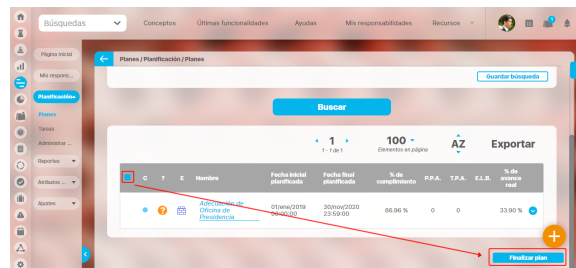 Búsquedas
Conceptos Últimas funcionalidades Ayudas Mis responsabilidades Recursos
Página inicial
Mis respons...
Planificación
Planes
Tareas
Administrar ...
Reportes
Atributos ...
Ajustes
Planes / Planificación / Planes
Guardar búsqueda
Buscar
1
1 - 1 de 1
100
Elementos en página
AZ
Exportar
C ? E Nombre Fecha inicial planificada Fecha final planificada % de cumplimiento P.P.A. T.P.A. E.L.B. % de avance real
Adecuación de Oficina de Presidencia 01/ene/2019 00:00:00 30/nov/2020 23:59:00 86.96 % 0 0 33.90 %
Finalizar plan